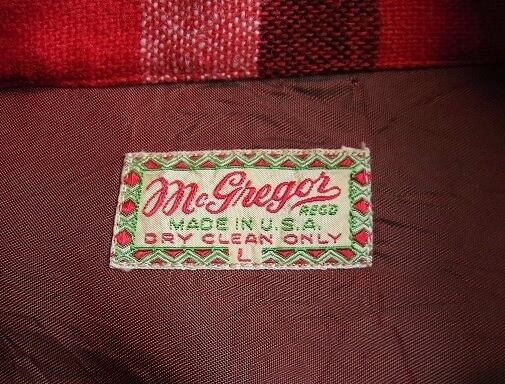 McGregor
REGD
MADE IN U.S.A.
DRY CLEAN ONLY
L